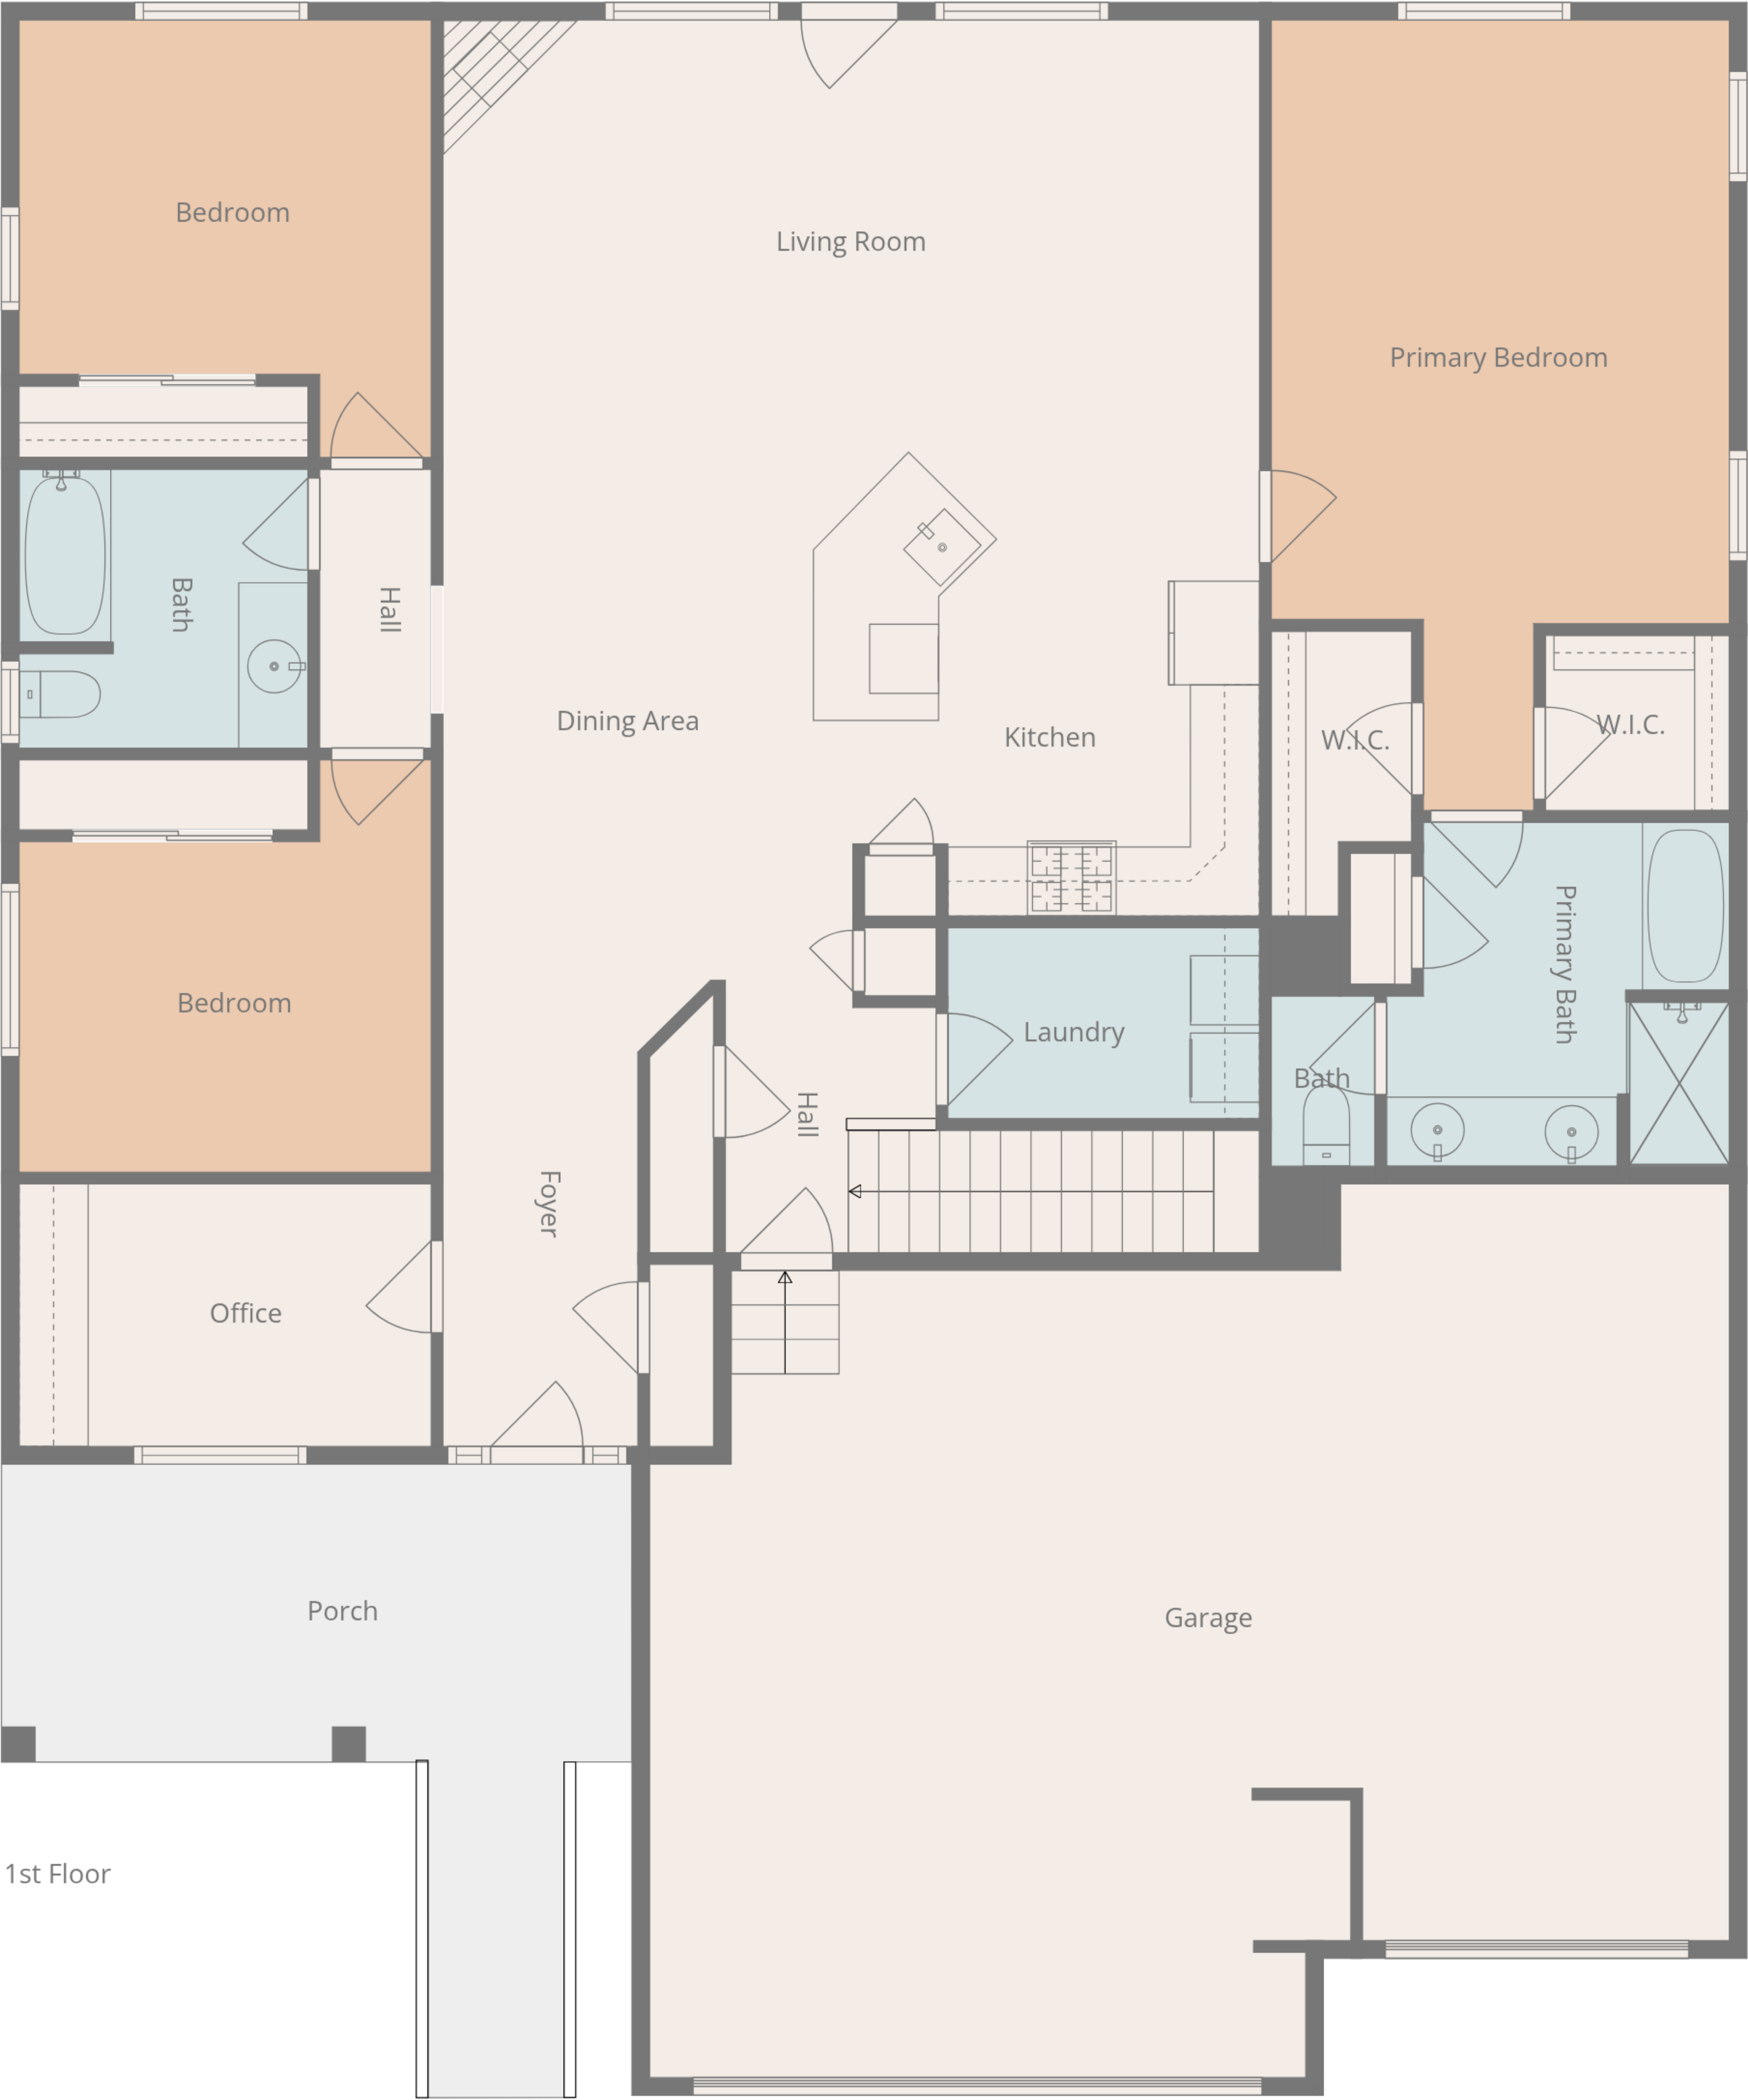 Bedroom
Living Room
Primary Bedroom
Bath
Hall
Dining Area
Kitchen
W.I.C.
W.I.C.
Bedroom
Laundry
Primary Bath
Bath
Hall
Foyer
Office
Porch
Garage
1st Floor